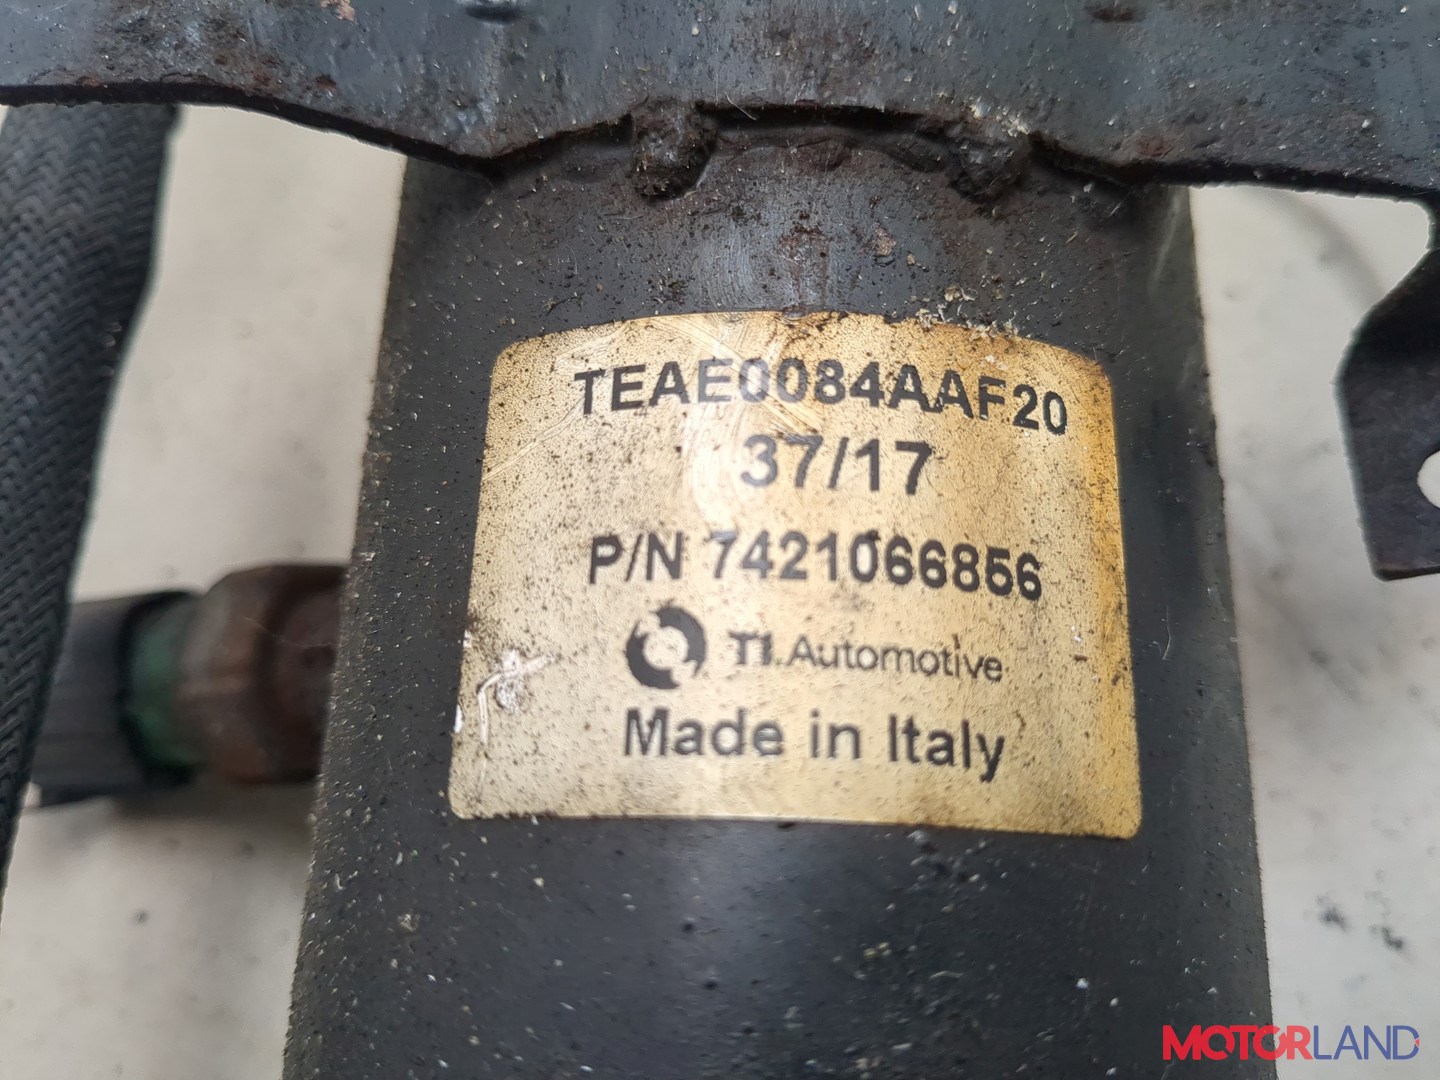 TEAE0084AAF20
37/17
P/N 7421066856
TI Automotive
Made in Italy
MOTORLAND